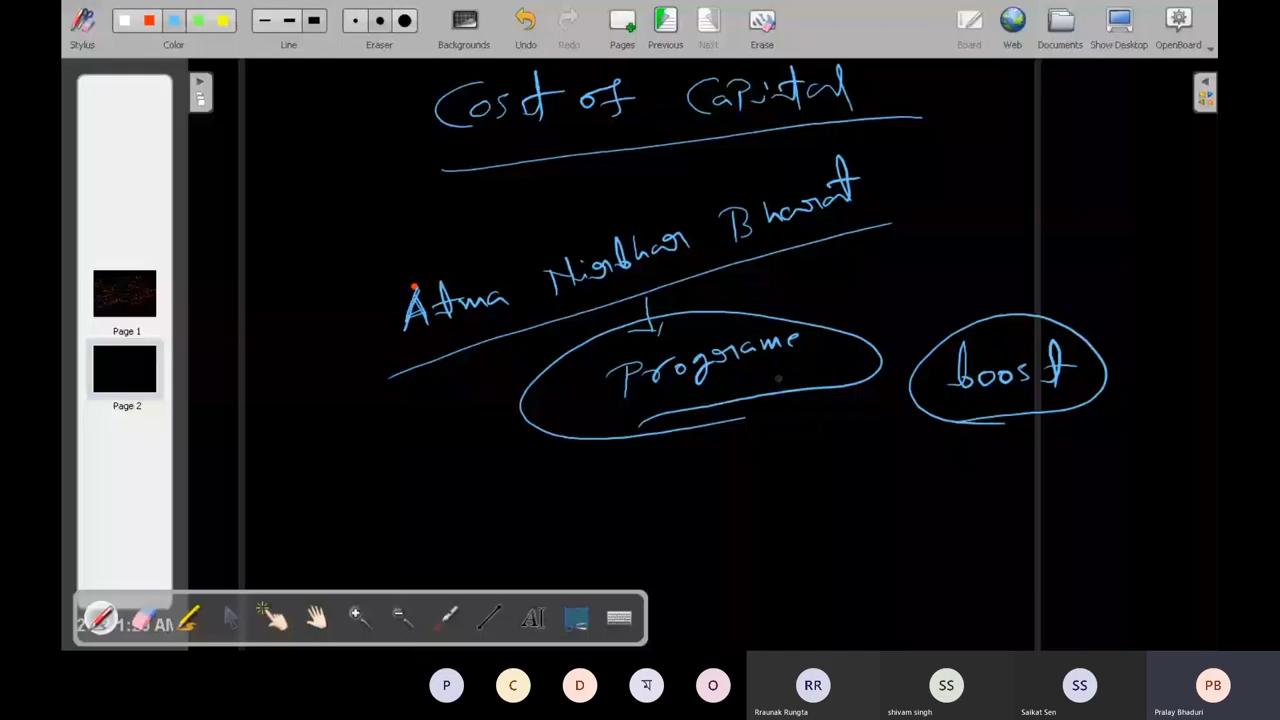 Stylus Color Line Eraser Backgrounds Undo Redo Pages Previous Next Erase Board Web Documents Show Desktop OpenBoard
Cost of Capital
Atma Nirbhar Bharat
Programe
boost
Page 1
Page 2
AI
P C D ম O RR SS SS PB
Rraunak Rungta shivam singh Saikat Sen Pralay Bhaduri